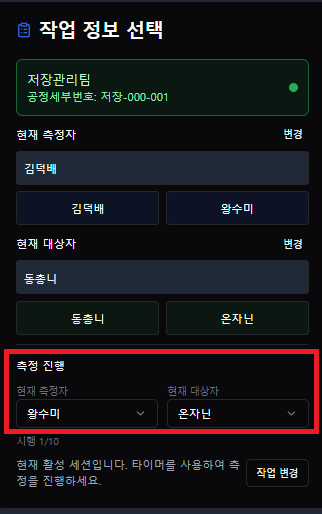 작업 정보 선택
저장관리팀
공정세부번호: 저장-000-001
현재 측정자 변경
김덕배
김덕배 왕수미
현재 대상자 변경
동총니
동총니 온자닌
측정 진행
현재 측정자 현재 대상자
왕수미 온자닌
시행 1/10
현재 활성 세션입니다. 타이머를 사용하여 측
정을 진행하세요.
작업 변경